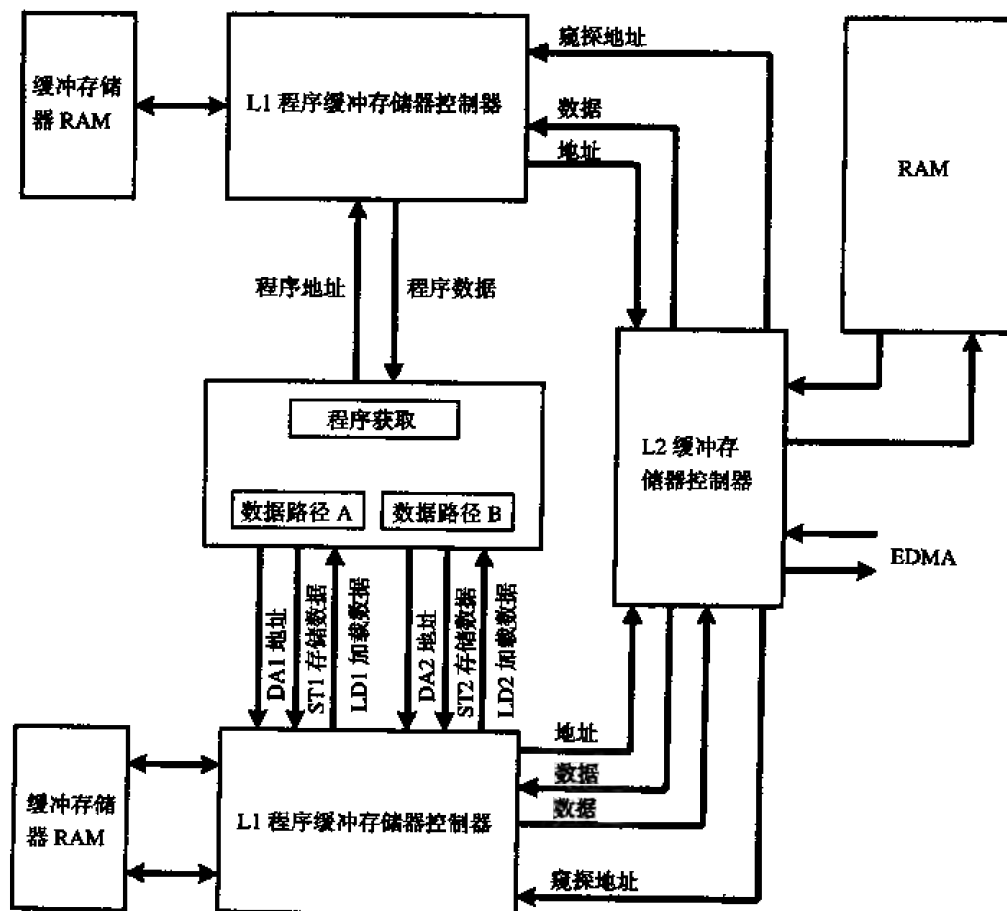 缓冲存储
器 RAM
L1 程序缓冲存储器控制器
窥探地址
数据
地址
RAM
程序地址
程序数据
程序获取
数据路径 A
数据路径 B
L2 缓冲存
储器控制器
EDMA
DA1 地址
ST1 存储数据
LD1 加载数据
DA2 地址
ST2 存储数据
LD2 加载数据
缓冲存储
器 RAM
L1 程序缓冲存储器控制器
地址
数据
数据
窥探地址